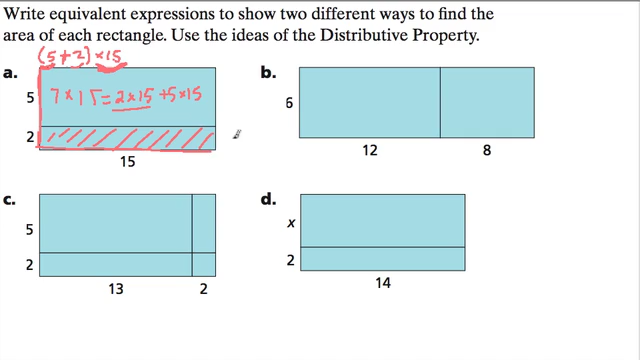 Write equivalent expressions to show two different ways to find the
area of each rectangle. Use the ideas of the Distributive Property.
(5+2)×15
a.
5
7×15=2×15+5×15
2
15
b.
6
12 8
c.
5
2
13 2
d.
x
2
14